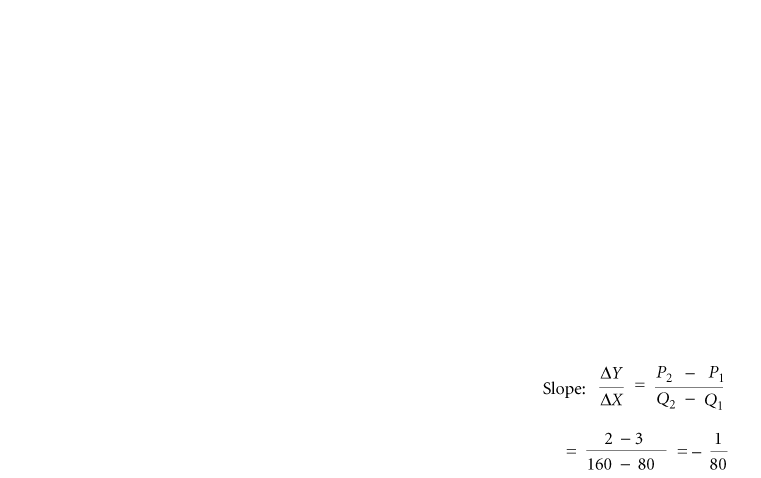 Slope: ΔY/ΔX = P₂ – P₁/Q₂ – Q₁
= 2 – 3/160 – 80 = – 1/80